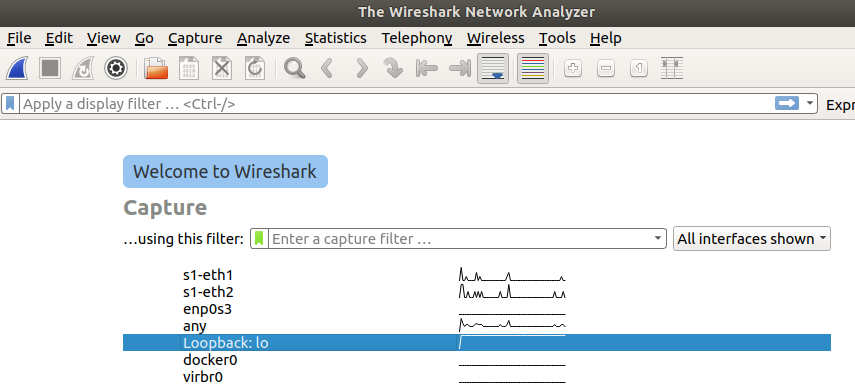 The Wireshark Network Analyzer
File Edit View Go Capture Analyze Statistics Telephony Wireless Tools Help
Apply a display filter … <Ctrl-/> Expr
Welcome to Wireshark
Capture
…using this filter: Enter a capture filter … All interfaces shown
s1-eth1
s1-eth2
enp0s3
any
Loopback: lo
docker0
virbr0